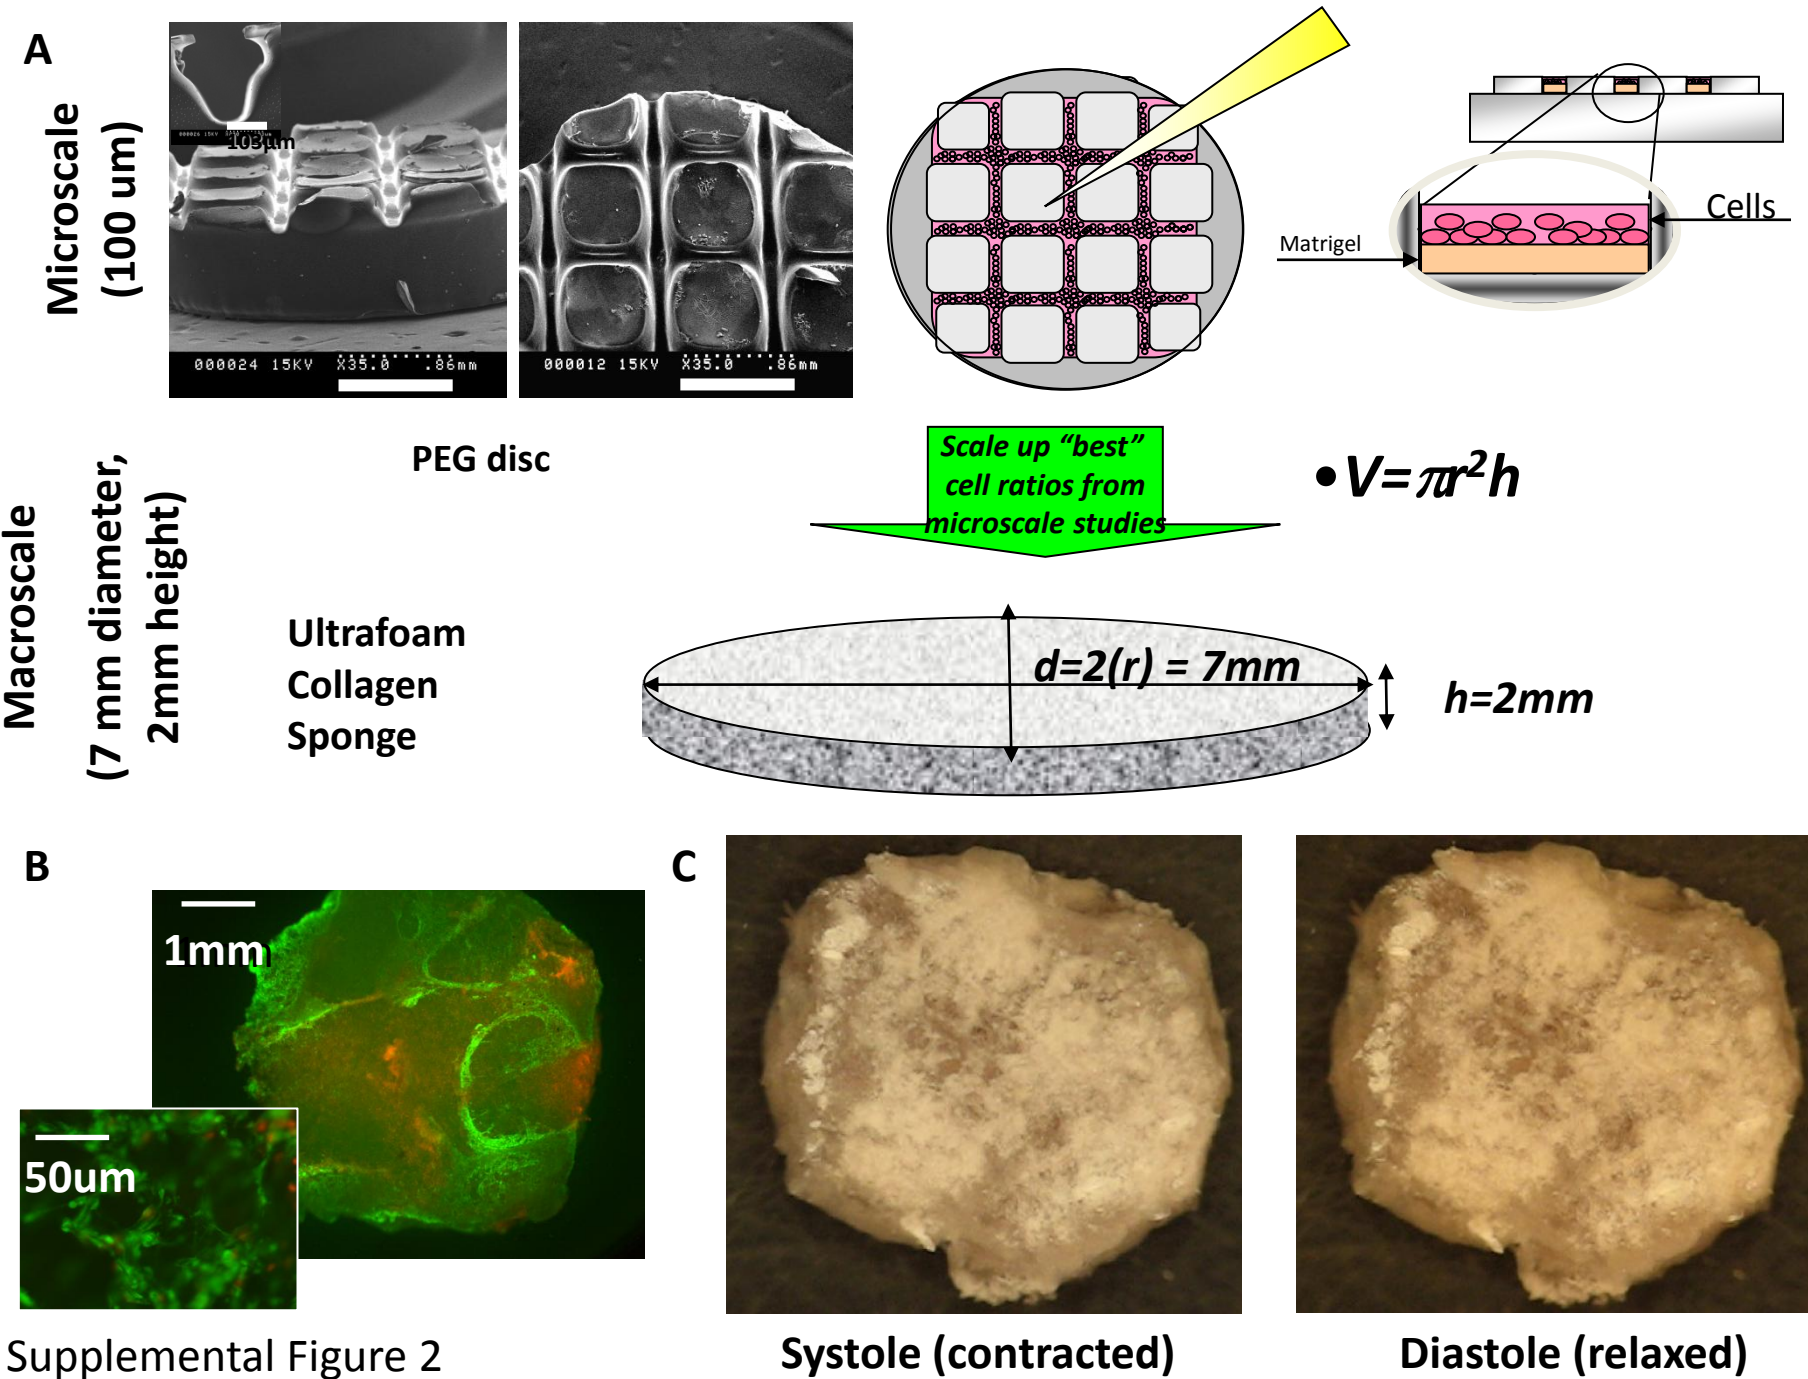 A
Microscale
(100 um)
103µm
000024 15KV X35.0 .86mm
000012 15KV X35.0 .86mm
Cells
Matrigel
PEG disc
Scale up “best”
cell ratios from
microscale studies
•V=πr²h
Macroscale
(7 mm diameter,
2mm height)
Ultrafoam
Collagen
Sponge
d=2(r) = 7mm
h=2mm
B
1mm
50um
C
Systole (contracted)
Diastole (relaxed)
Supplemental Figure 2